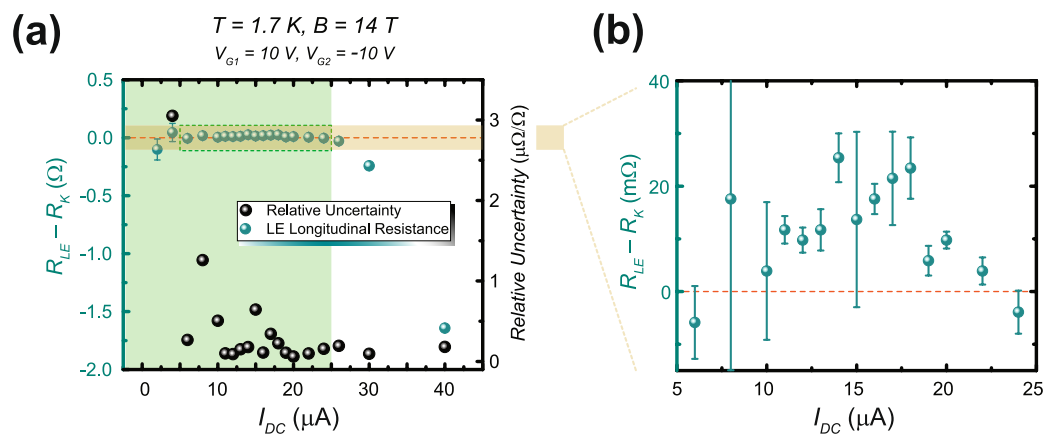 (a)
T = 1.7 K, B = 14 T
V_G1 = 10 V, V_G2 = -10 V
R_LE – R_K (Ω)
0.5
0.0
-0.5
-1.0
-1.5
-2.0
Relative Uncertainty
LE Longitudinal Resistance
3
2
1
0
Relative Uncertainty (μΩ/Ω)
0 10 20 30 40
I_DC (μA)
(b)
R_LE – R_K (mΩ)
40
20
0
5 10 15 20 25
I_DC (μA)